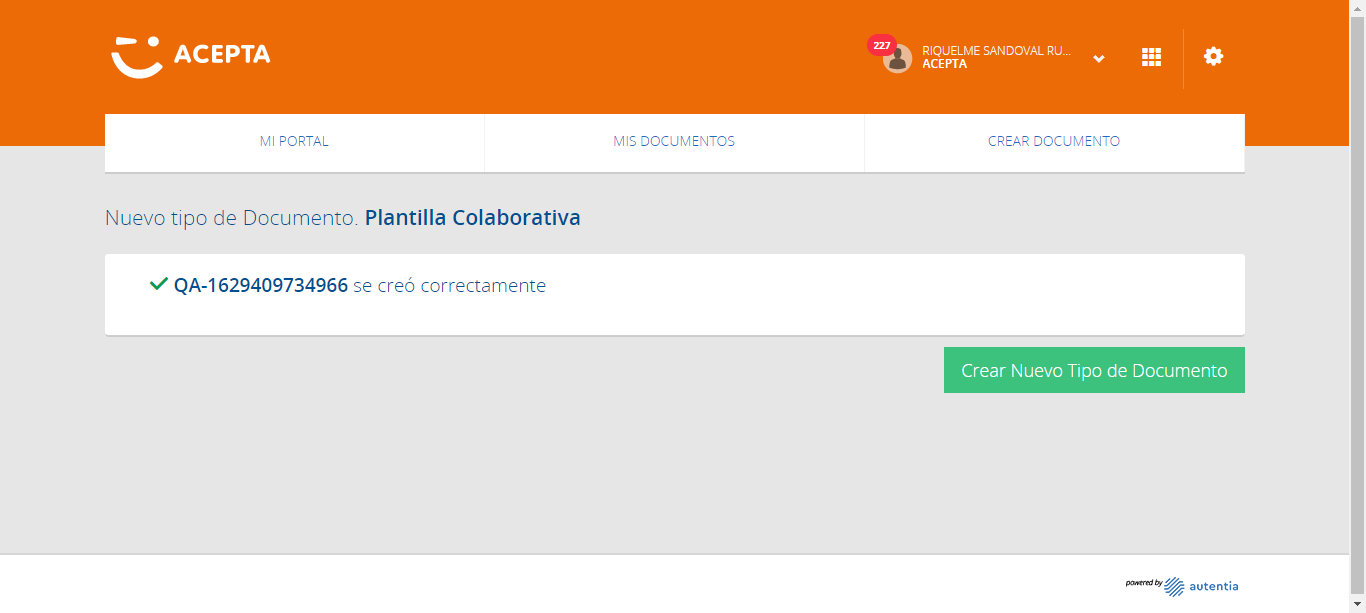 ACEPTA
227
RIQUELME SANDOVAL RU...
ACEPTA
MI PORTAL
MIS DOCUMENTOS
CREAR DOCUMENTO
Nuevo tipo de Documento. Plantilla Colaborativa
QA-1629409734966 se creó correctamente
Crear Nuevo Tipo de Documento
powered by autentia